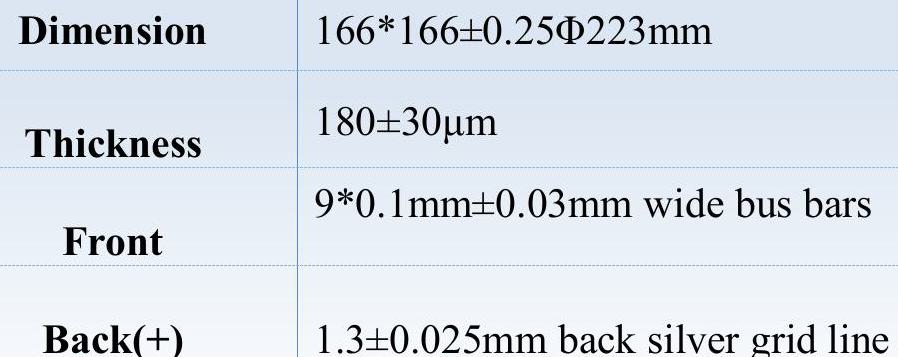 Dimension 166*166±0.25Φ223mm
Thickness 180±30μm
Front 9*0.1mm±0.03mm wide bus bars
Back(+) 1.3±0.025mm back silver grid line